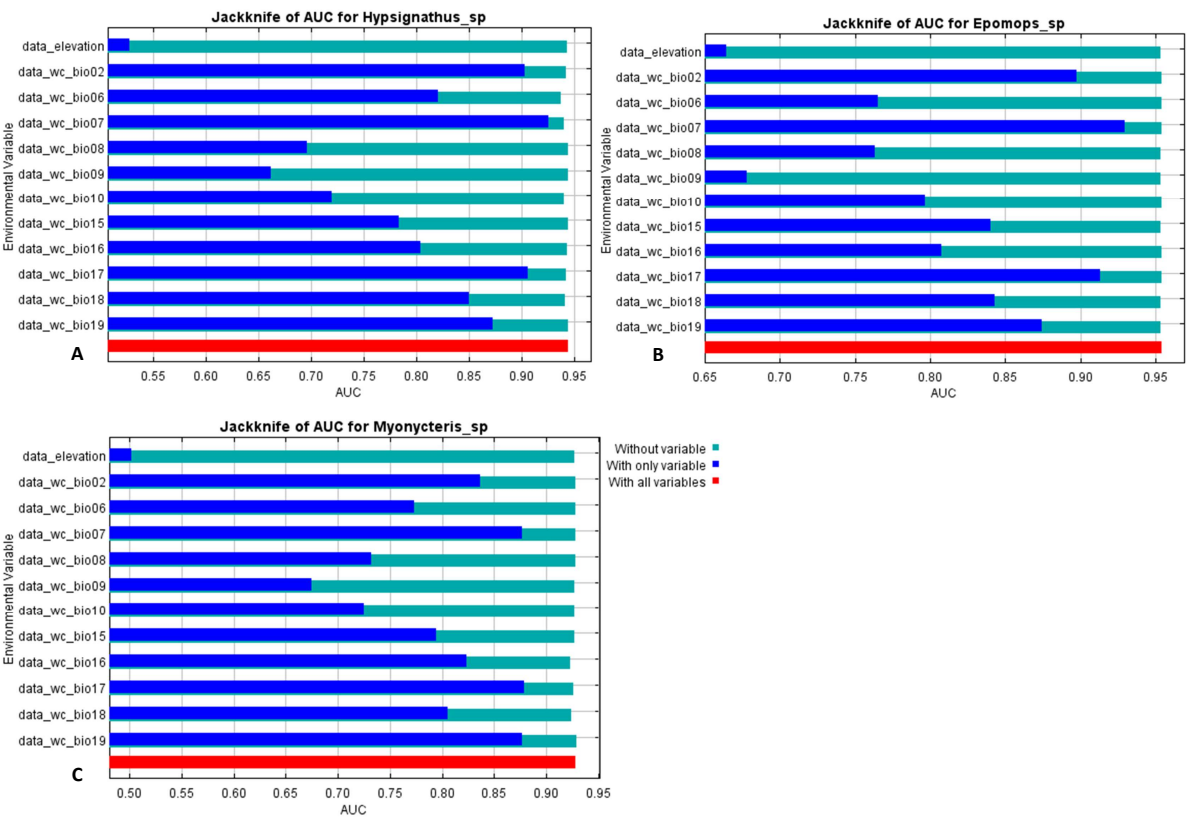 Jackknife of AUC for Hypsignathus_sp
Environmental Variable
data_elevation
data_wc_bio02
data_wc_bio06
data_wc_bio07
data_wc_bio08
data_wc_bio09
data_wc_bio10
data_wc_bio15
data_wc_bio16
data_wc_bio17
data_wc_bio18
data_wc_bio19
A
0.55 0.60 0.65 0.70 0.75 0.80 0.85 0.90 0.95
AUC
Jackknife of AUC for Epomops_sp
Environmental Variable
data_elevation
data_wc_bio02
data_wc_bio06
data_wc_bio07
data_wc_bio08
data_wc_bio09
data_wc_bio10
data_wc_bio15
data_wc_bio16
data_wc_bio17
data_wc_bio18
data_wc_bio19
B
0.65 0.70 0.75 0.80 0.85 0.90 0.95
AUC
Jackknife of AUC for Myonycteris_sp
Environmental Variable
data_elevation
data_wc_bio02
data_wc_bio06
data_wc_bio07
data_wc_bio08
data_wc_bio09
data_wc_bio10
data_wc_bio15
data_wc_bio16
data_wc_bio17
data_wc_bio18
data_wc_bio19
C
0.50 0.55 0.60 0.65 0.70 0.75 0.80 0.85 0.90 0.95
AUC
Without variable
With only variable
With all variables